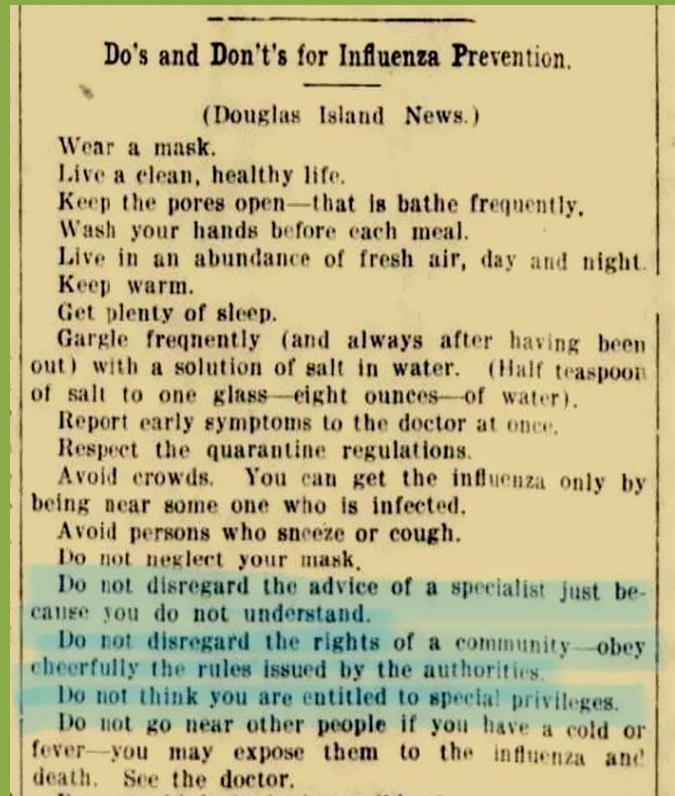 Do's and Don't's for Influenza Prevention.
(Douglas Island News.)
Wear a mask.
Live a clean, healthy life.
Keep the pores open—that is bathe frequently.
Wash your hands before each meal.
Live in an abundance of fresh air, day and night.
Keep warm.
Get plenty of sleep.
Gargle freqnently (and always after having been
out) with a solution of salt in water. (Half teaspoon
of salt to one glass—eight ounces—of water).
Report early symptoms to the doctor at once.
Respect the quarantine regulations.
Avoid crowds. You can get the influenza only by
being near some one who is infected.
Avoid persons who sneeze or cough.
Do not neglect your mask.
Do not disregard the advice of a specialist just be-
cause you do not understand.
Do not disregard the rights of a community—obey
cheerfully the rules issued by the authorities.
Do not think you are entitled to special privileges.
Do not go near other people if you have a cold or
fever—you may expose them to the influenza and
death. See the doctor.